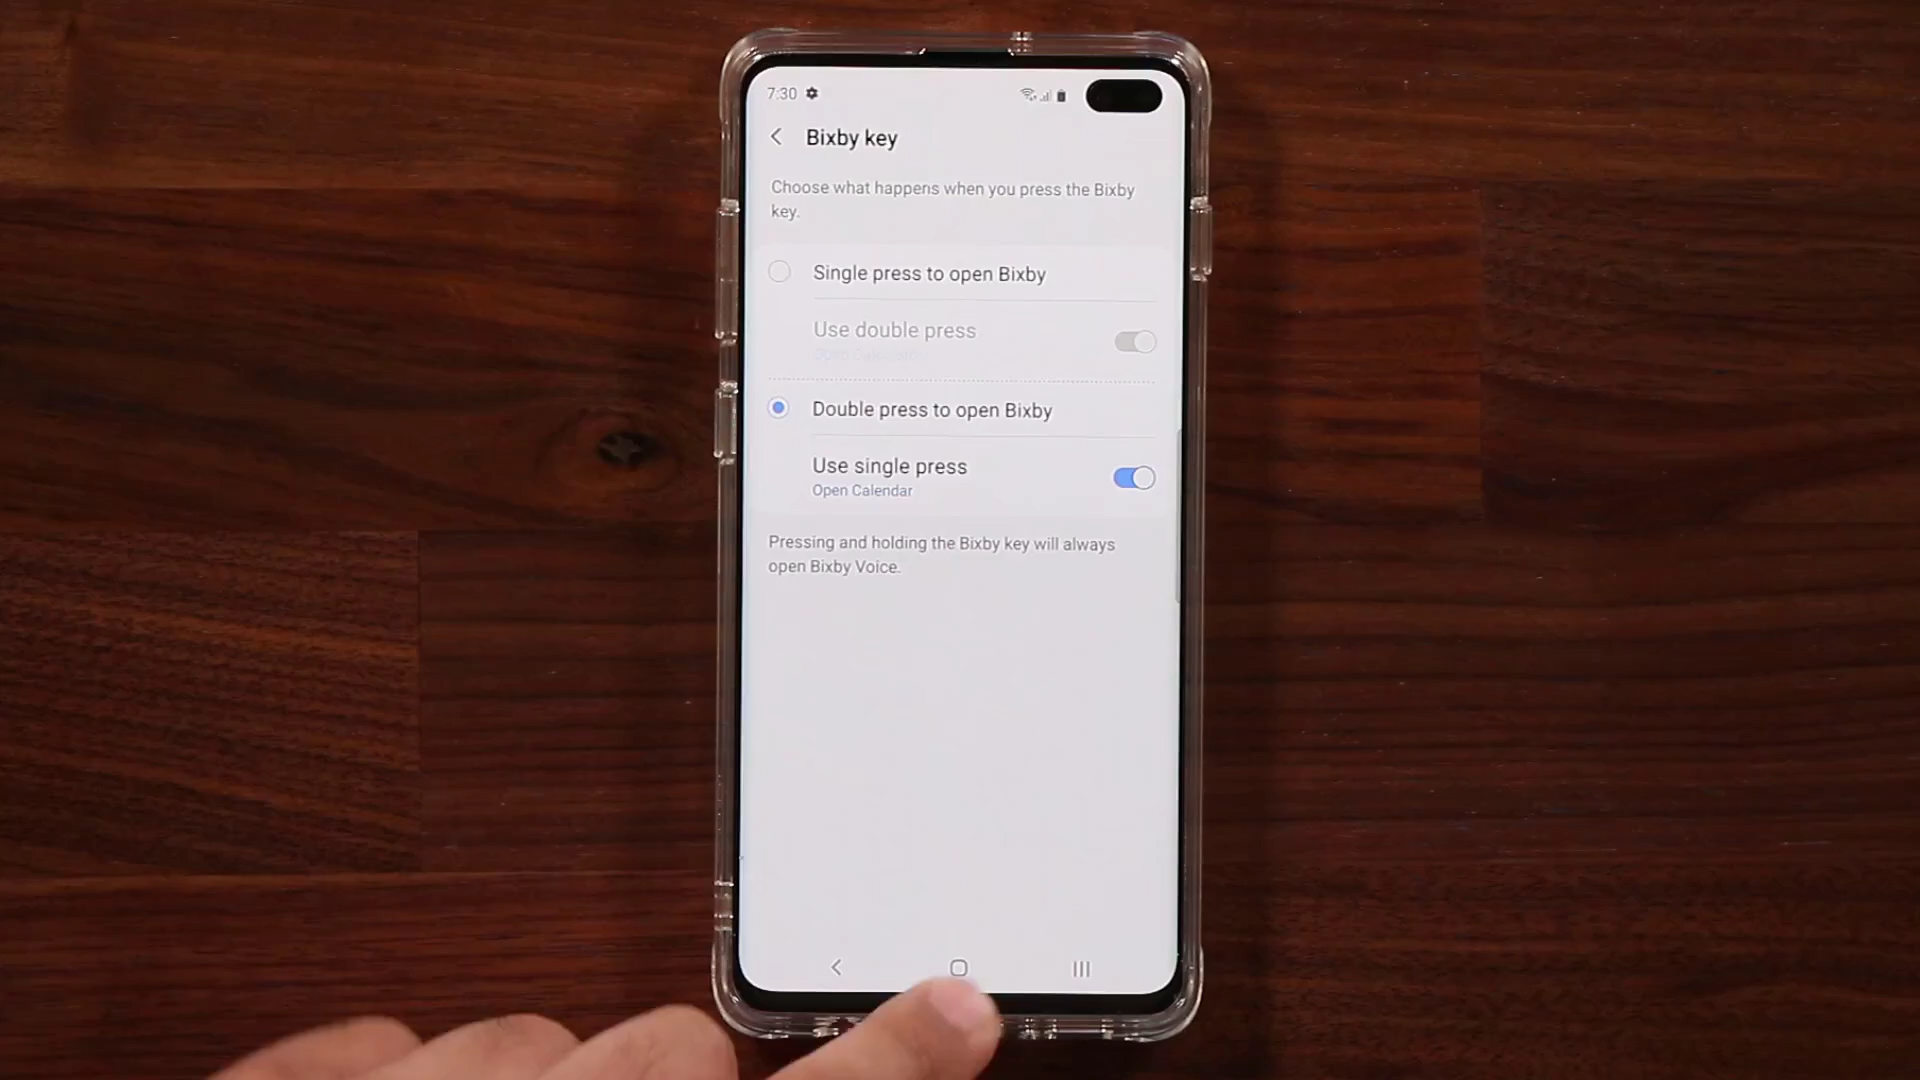 7:30
Bixby key
Choose what happens when you press the Bixby
key.
Single press to open Bixby
Use double press
Open Calendar
Double press to open Bixby
Use single press
Open Calendar
Pressing and holding the Bixby key will always
open Bixby Voice.